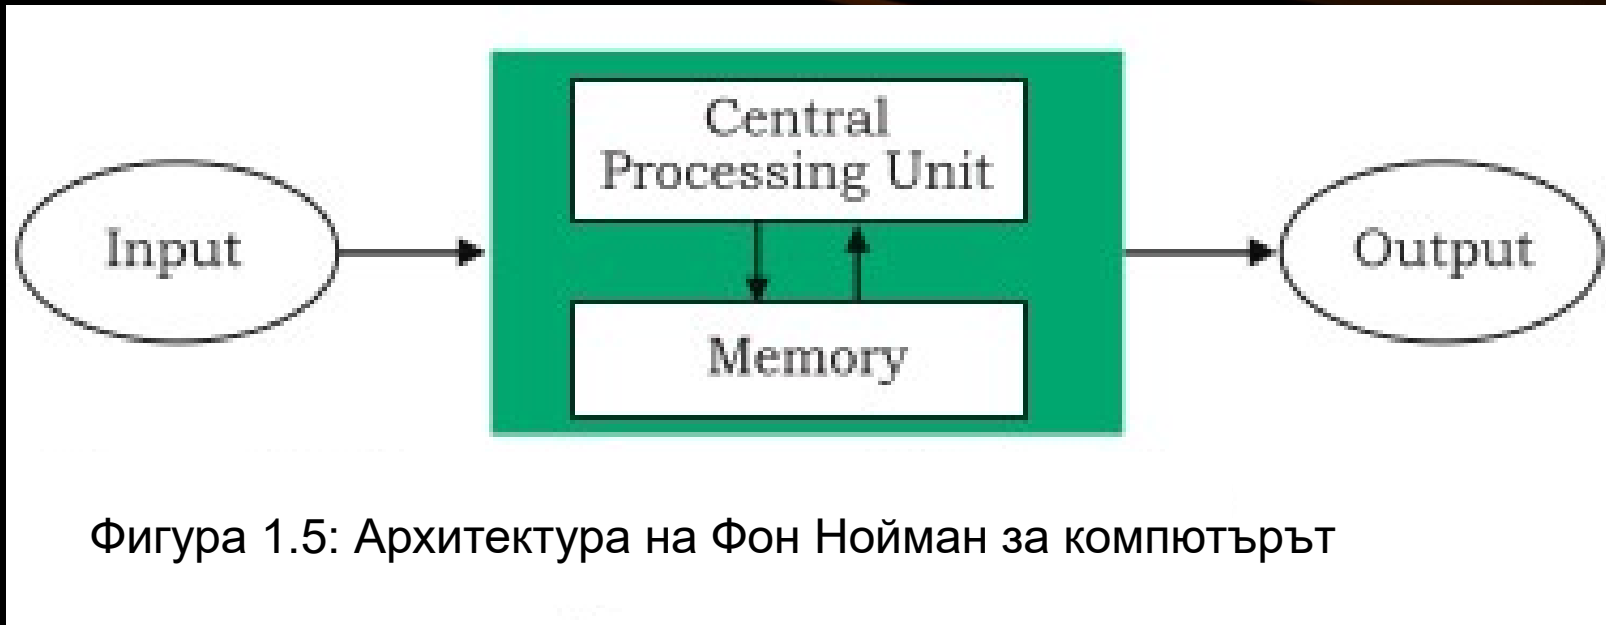 Input
Central
Processing Unit
Memory
Output
Фигура 1.5: Архитектура на Фон Нойман за компютърът